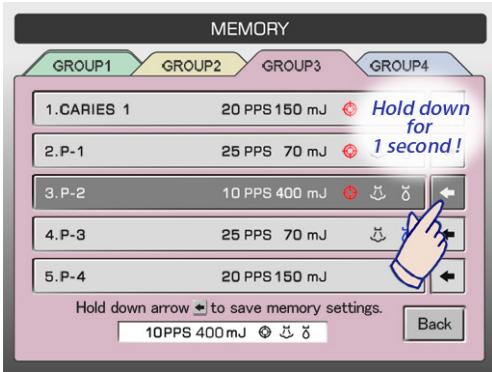 MEMORY
GROUP1 GROUP2 GROUP3 GROUP4
1.CARIES 1 20 PPS 150 mJ
Hold down
for
1 second !
2.P-1 25 PPS 70 mJ
3.P-2 10 PPS 400 mJ
4.P-3 25 PPS 70 mJ
5.P-4 20 PPS 150 mJ
Hold down arrow to save memory settings.
10PPS 400 mJ
Back